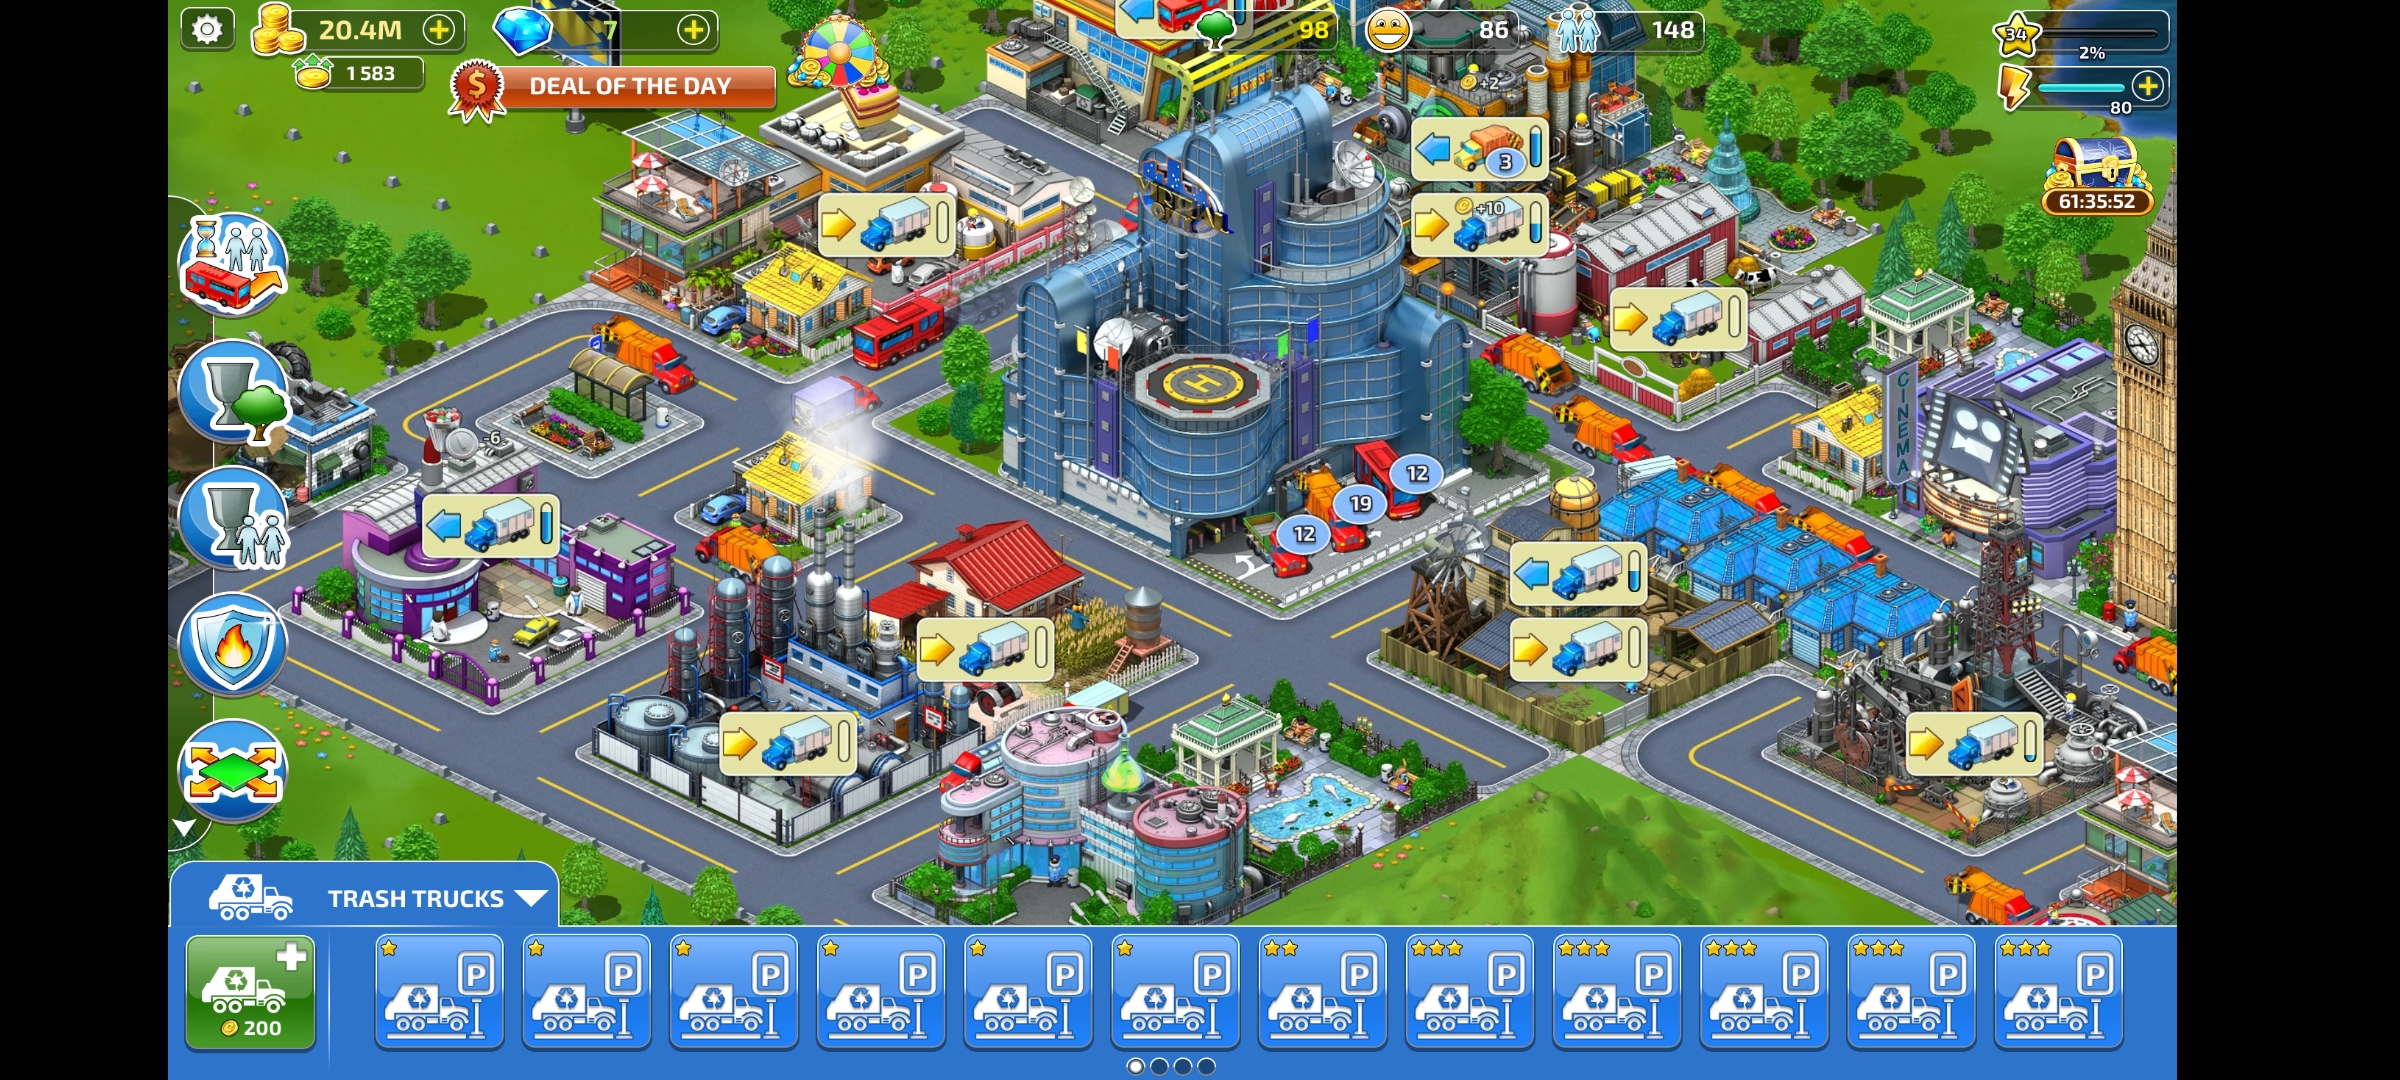 20.4M
7
98
86
148
34
2%
1 583
DEAL OF THE DAY
+2
80
3
+10
61:35:52
H
CINEMA
-6
12
19
12
TRASH TRUCKS
200
P
P
P
P
P
P
P
P
P
P
P
P